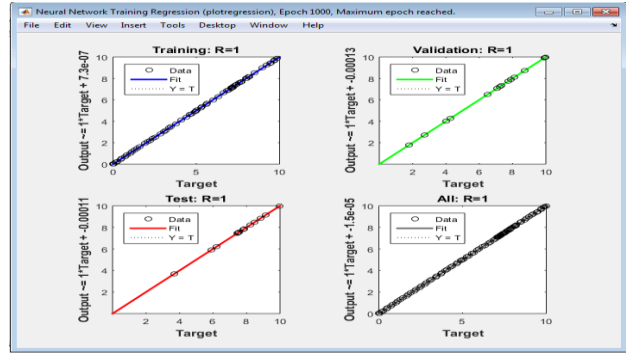 Neural Network Training Regression (plotregression), Epoch 1000, Maximum epoch reached.
File Edit View Insert Tools Desktop Window Help
Training: R=1
Output ~= 1*Target + 7.3e-07
10
8
6
4
2
0
0 5 10
Target
Data
Fit
Y = T
Validation: R=1
Output ~= 1*Target + -0.00013
10
8
6
4
2
2 4 6 8 10
Target
Data
Fit
Y = T
Test: R=1
Output ~= 1*Target + -0.00011
10
8
6
4
2
2 4 6 8 10
Target
Data
Fit
Y = T
All: R=1
Output ~= 1*Target + -1.5e-05
10
8
6
4
2
0
0 5 10
Target
Data
Fit
Y = T